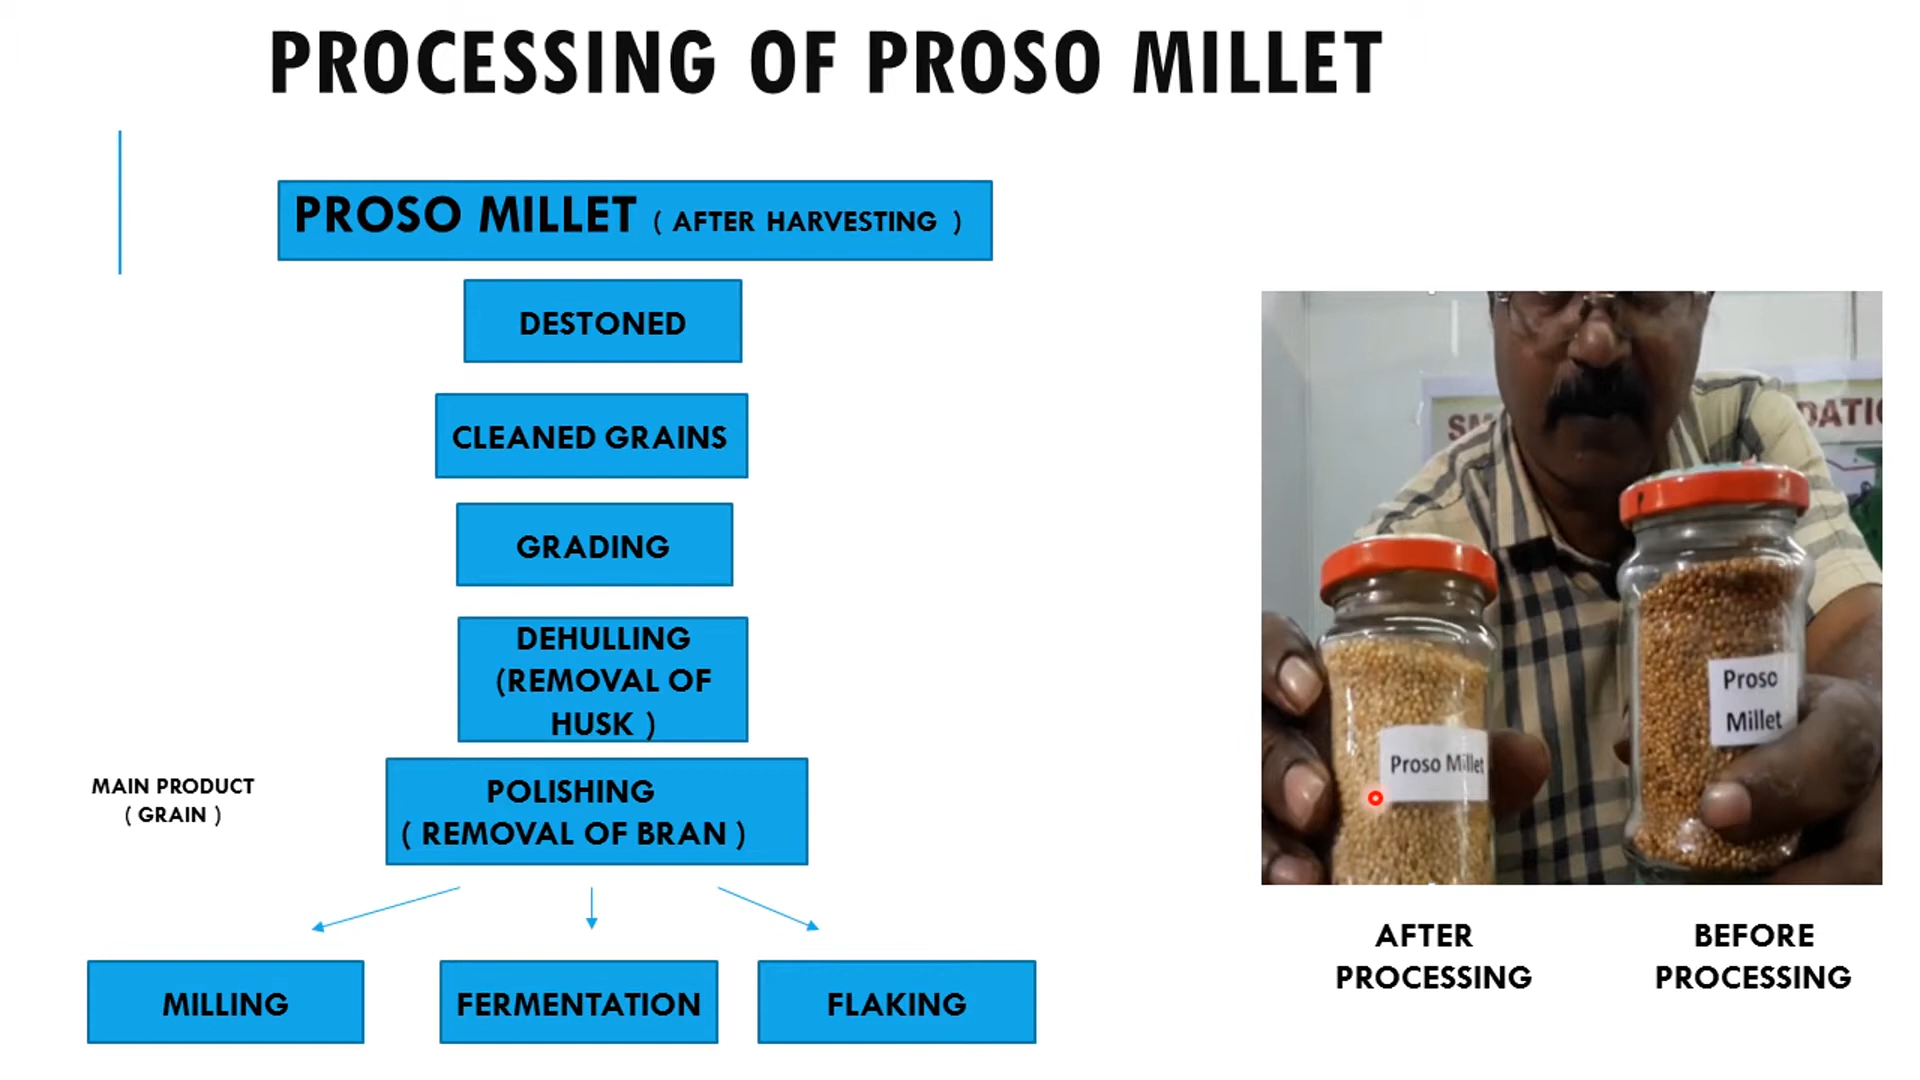 PROCESSING OF PROSO MILLET
PROSO MILLET ( AFTER HARVESTING )
DESTONED
CLEANED GRAINS
GRADING
DEHULLING
(REMOVAL OF
HUSK )
MAIN PRODUCT
( GRAIN )
POLISHING
( REMOVAL OF BRAN )
MILLING
FERMENTATION
FLAKING
Proso Millet
Proso
Millet
AFTER
PROCESSING
BEFORE
PROCESSING